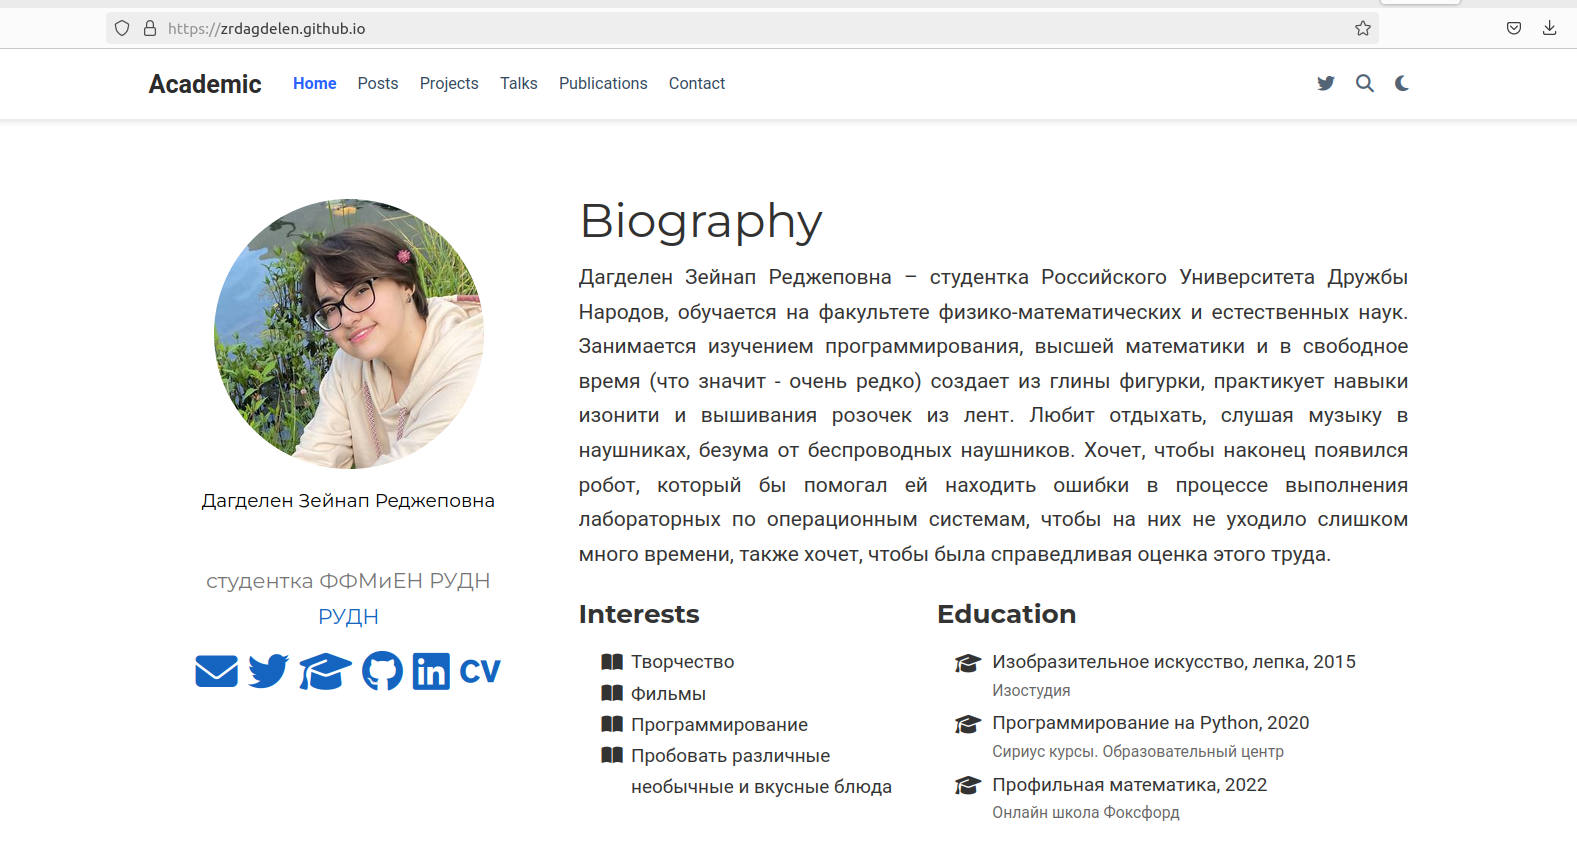 https://zrdagdelen.github.io
Academic Home Posts Projects Talks Publications Contact
Biography
Дагделен Зейнап Реджеповна – студентка Российского Университета Дружбы
Народов, обучается на факультете физико-математических и естественных наук.
Занимается изучением программирования, высшей математики и в свободное
время (что значит - очень редко) создает из глины фигурки, практикует навыки
изонити и вышивания розочек из лент. Любит отдыхать, слушая музыку в
наушниках, безума от беспроводных наушников. Хочет, чтобы наконец появился
робот, который бы помогал ей находить ошибки в процессе выполнения
лабораторных по операционным системам, чтобы на них не уходило слишком
много времени, также хочет, чтобы была справедливая оценка этого труда.
Дагделен Зейнап Реджеповна
студентка ФФМиЕН РУДН
РУДН
in CV
Interests
Творчество
Фильмы
Программирование
Пробовать различные
необычные и вкусные блюда
Education
Изобразительное искусство, лепка, 2015
Изостудия
Программирование на Python, 2020
Сириус курсы. Образовательный центр
Профильная математика, 2022
Онлайн школа Фоксфорд